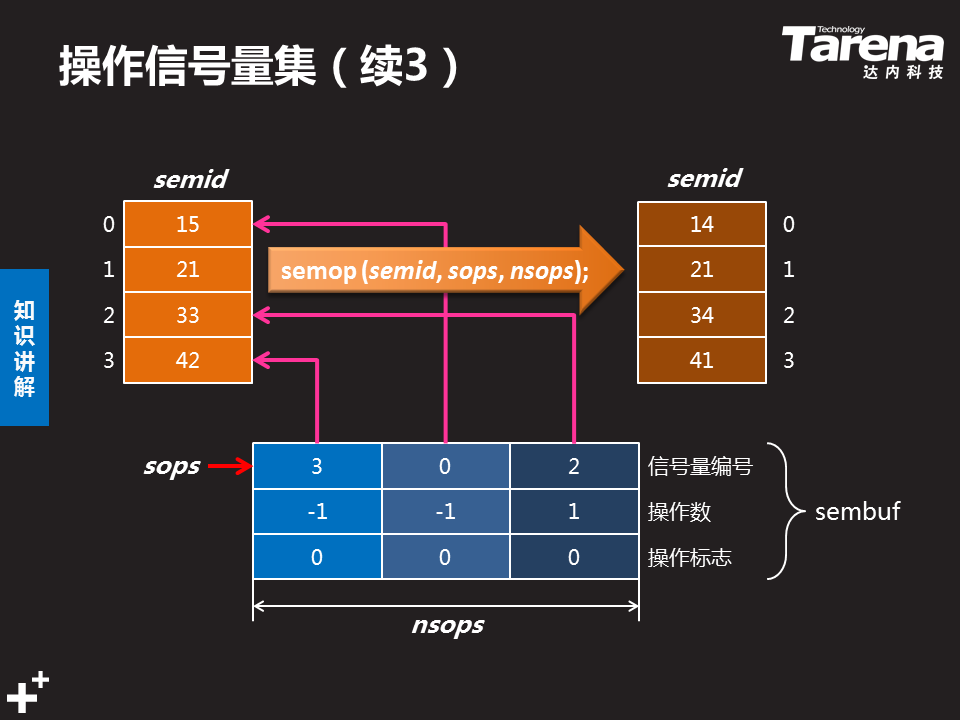 操作信号量集（续3）
Technology
Tarena
达内科技
知识讲解
semid
0 15
1 21
2 33
3 42
semop (semid, sops, nsops);
semid
14 0
21 1
34 2
41 3
sops
3 0 2 信号量编号
-1 -1 1 操作数
0 0 0 操作标志
sembuf
nsops